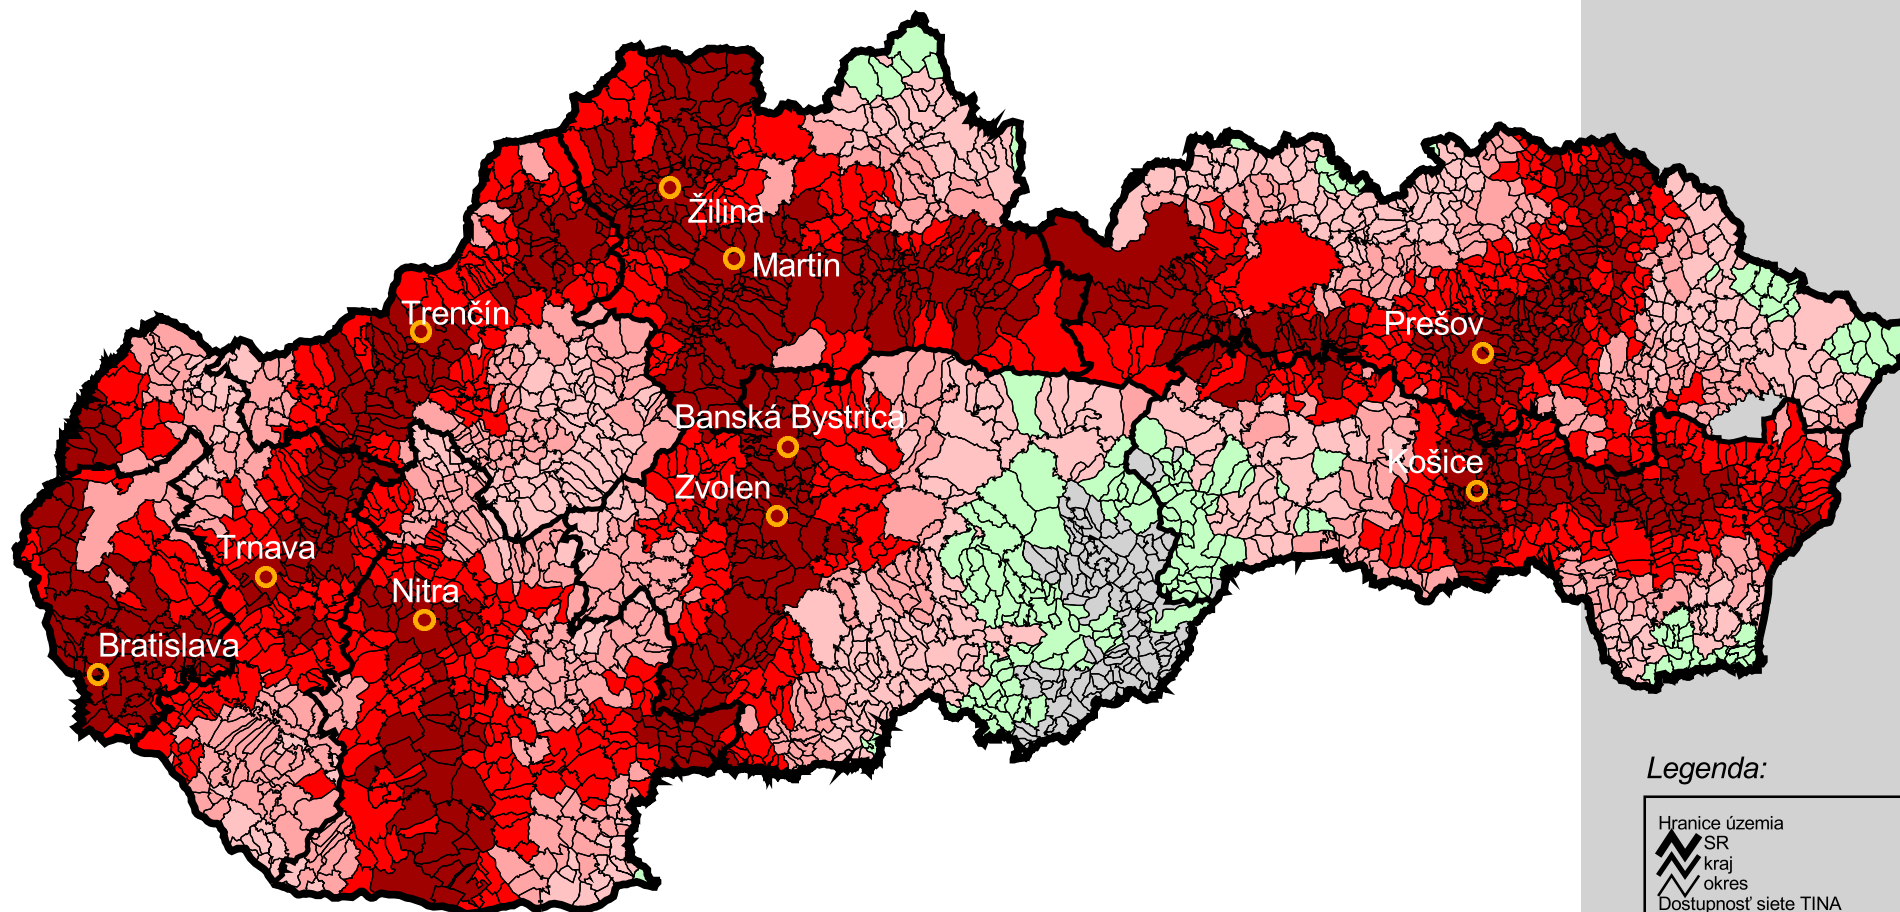 Žilina
Martin
Trenčín
Prešov
Banská Bystrica
Košice
Zvolen
Trnava
Nitra
Bratislava
Legenda:
Hranice územia
SR
kraj
okres
Dostupnosť siete TINA